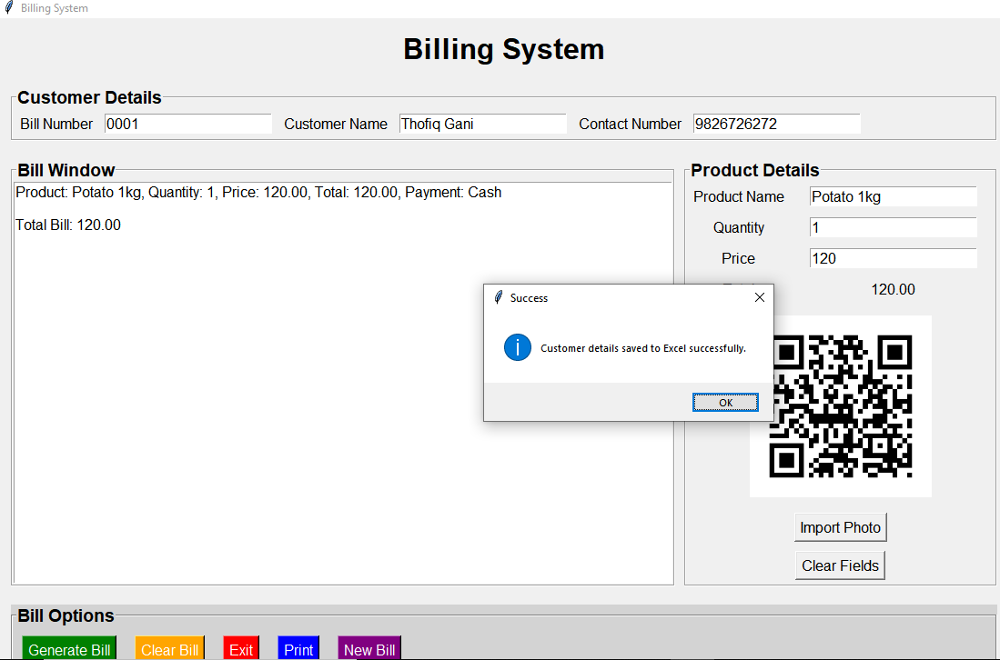 Billing System
Billing System
Customer Details
Bill Number 0001 Customer Name Thofiq Gani Contact Number 9826726272
Bill Window
Product: Potato 1kg, Quantity: 1, Price: 120.00, Total: 120.00, Payment: Cash
Total Bill: 120.00
Product Details
Product Name Potato 1kg
Quantity 1
Price 120
120.00
Success
Customer details saved to Excel successfully.
OK
Import Photo
Clear Fields
Bill Options
Generate Bill Clear Bill Exit Print New Bill